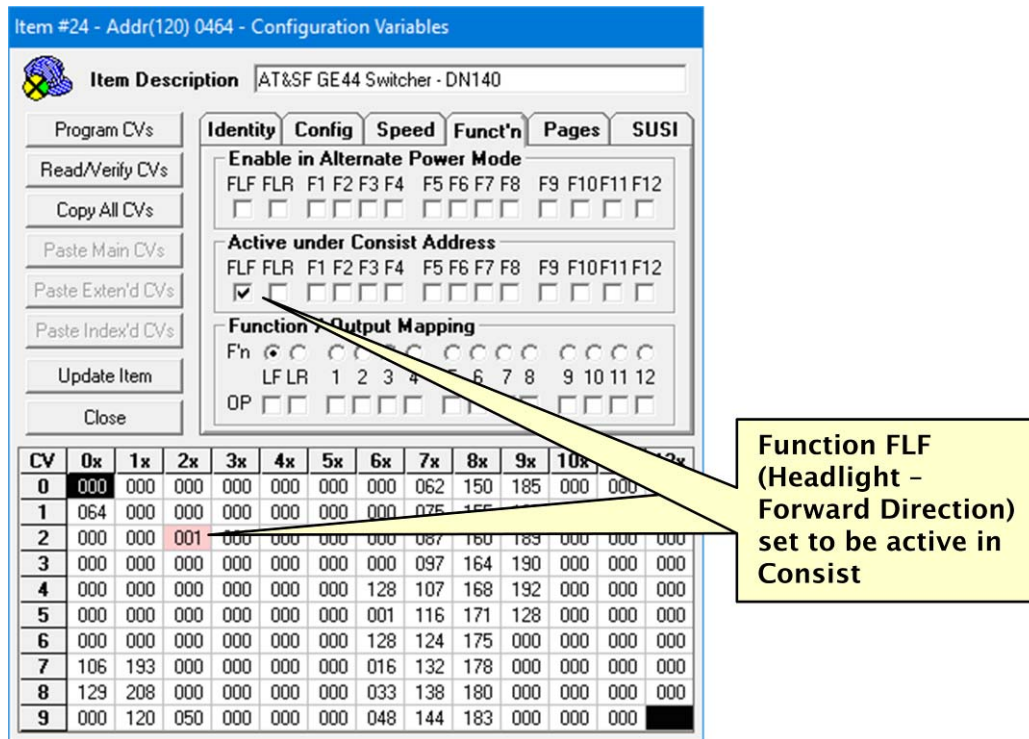 Item #24 - Addr(120) 0464 - Configuration Variables
Item Description AT&SF GE44 Switcher - DN140
Program CVs
Read/Verify CVs
Copy All CVs
Paste Main CVs
Paste Exten'd CVs
Paste Index'd CVs
Update Item
Close
Identity Config Speed Funct'n Pages SUSI
Enable in Alternate Power Mode
FLF FLR F1 F2 F3 F4 F5 F6 F7 F8 F9 F10 F11 F12
Active under Consist Address
FLF FLR F1 F2 F3 F4 F5 F6 F7 F8 F9 F10 F11 F12
Function / Output Mapping
F'n
LF LR 1 2 3 4 5 6 7 8 9 10 11 12
OP
CV 0x 1x 2x 3x 4x 5x 6x 7x 8x 9x 10x
0 000 000 000 000 000 000 000 062 150 185 000 000
1 064 000 000 000 000 000 000 075 155
2 000 000 001 000 000 000 000 087 160 189 000 000 000
3 000 000 000 000 000 000 000 097 164 190 000 000 000
4 000 000 000 000 000 000 128 107 168 192 000 000 000
5 000 000 000 000 000 000 001 116 171 128 000 000 000
6 000 000 000 000 000 000 128 124 175 000 000 000 000
7 106 193 000 000 000 000 016 132 178 000 000 000 000
8 129 208 000 000 000 000 033 138 180 000 000 000 000
9 000 120 050 000 000 000 048 144 183 000 000 000
Function FLF
(Headlight –
Forward Direction)
set to be active in
Consist